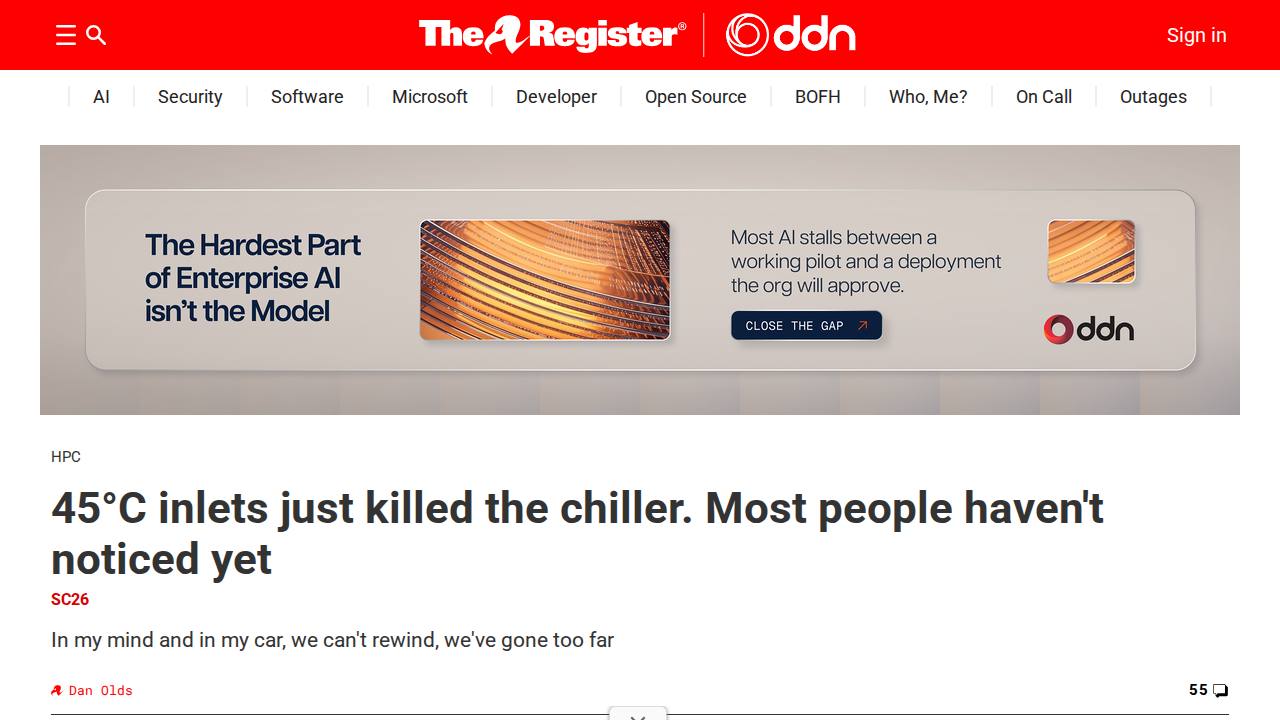 The Register®
ddn
Sign in
AI
Security
Software
Microsoft
Developer
Open Source
BOFH
Who, Me?
On Call
Outages
The Hardest Part
of Enterprise AI
isn't the Model
Most AI stalls between a
working pilot and a deployment
the org will approve.
CLOSE THE GAP
ddn
HPC
45°C inlets just killed the chiller. Most people haven't
noticed yet
SC26
In my mind and in my car, we can't rewind, we've gone too far
Dan Olds
55